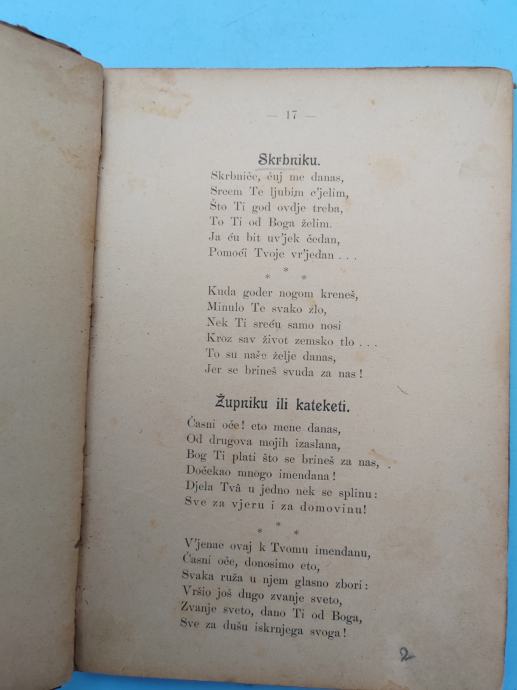 — 17 —
Skrbniku.
Skrbniče, ćuj me danas,
Srcem Te ljubim c'jelim,
Što Ti god ovdje treba,
To Ti od Boga želim.
Ja ću bit uv'jek čedan,
Pomoći Tvoje vr'jedan . . .
* * *
Kuda goder nogom kreneš,
Minulo Te svako zlo,
Nek Ti sreću samo nosi
Kroz sav život zemsko tlo . . .
To su naše želje danas,
Jer se brineš svuda za nas !
Župniku ili kateketi.
Časni oče! eto mene danas,
Od drugova mojih izaslana,
Bog Ti plati što se brineš za nas,
Dočekao mnogo imendana !
Djela Tvâ u jedno nek se splinu :
Sve za vjeru i za domovinu!
* * *
V'jenac ovaj k Tvomu imendanu,
Časni oče, donosimo eto,
Svaka ruža u njem glasno zbori :
Vršio još dugo zvanje sveto,
Zvanje sveto, dano Ti od Boga,
Sve za dušu iskrnjega svoga !
2